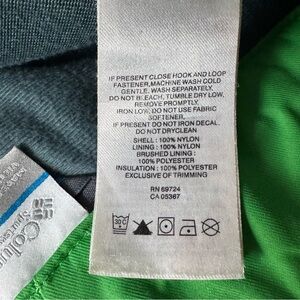 IF PRESENT CLOSE HOOK AND LOOP
FASTENER, MACHINE WASH COLD
GENTLE, WASH SEPARATELY.
DO NOT BLEACH, TUMBLE DRY LOW,
REMOVE PROMPTLY
IRON LOW. DO NOT USE FABRIC
SOFTENER.
IF PRESENT DO NOT IRON DECAL.
DO NOT DRYCLEAN
SHELL : 100% NYLON
LINING : 100% NYLON
BRUSHED LINING :
100% POLYESTER
INSULATION : 100% POLYESTER
EXCLUSIVE OF TRIMMING
RN 69724
CA 05367
30C
Colum